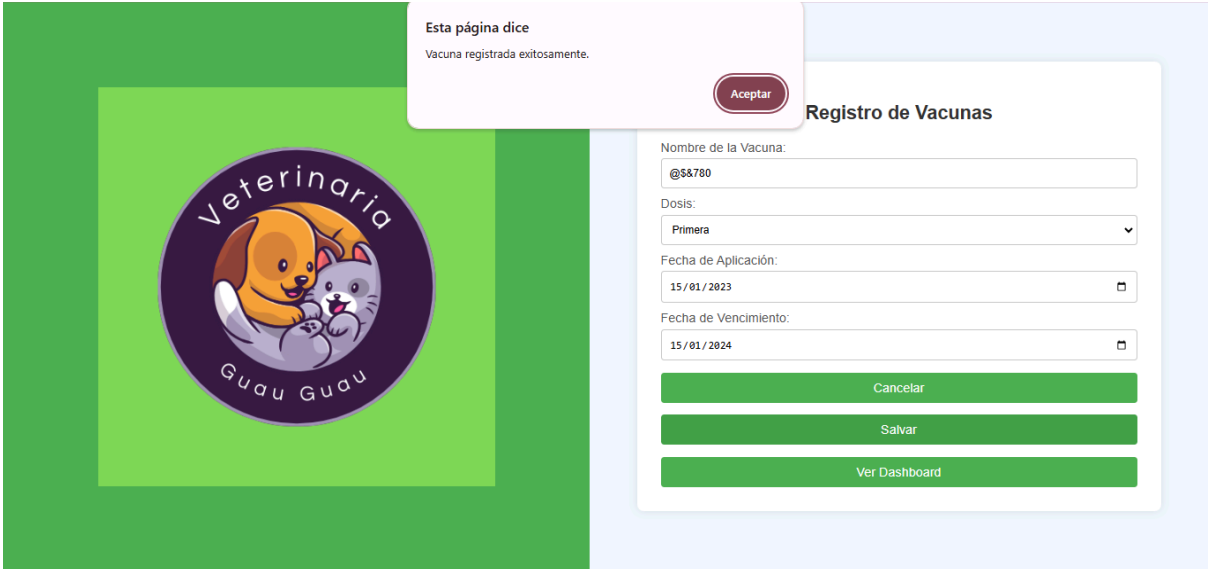 Esta página dice
Vacuna registrada exitosamente.
Aceptar
Veterinaria
Guau Guau
Registro de Vacunas
Nombre de la Vacuna:
@$&780
Dosis:
Primera
Fecha de Aplicación:
15/01/2023
Fecha de Vencimiento:
15/01/2024
Cancelar
Salvar
Ver Dashboard